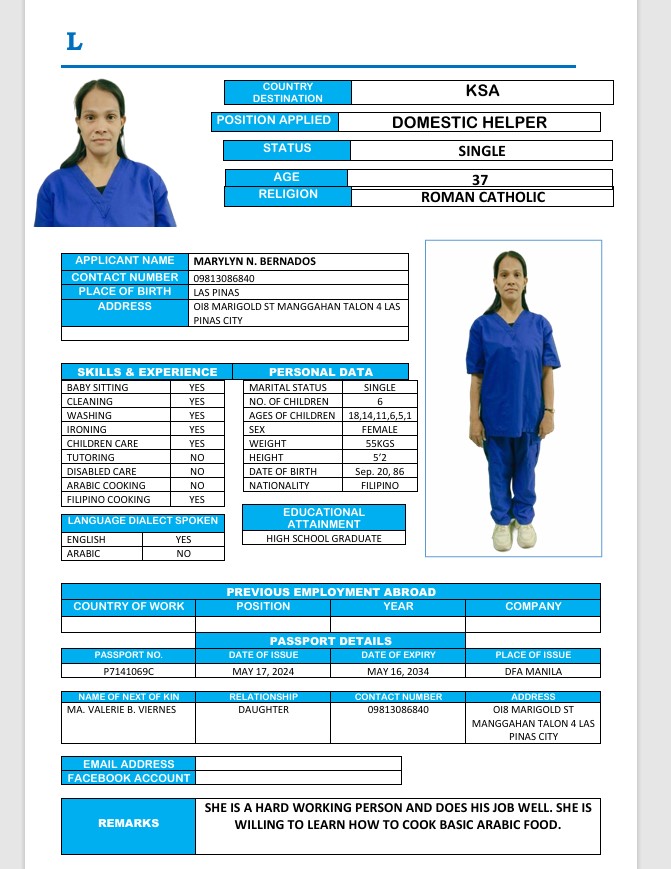 L
COUNTRY DESTINATION KSA
POSITION APPLIED DOMESTIC HELPER
STATUS SINGLE
AGE 37
RELIGION ROMAN CATHOLIC
APPLICANT NAME MARYLYN N. BERNADOS
CONTACT NUMBER 09813086840
PLACE OF BIRTH LAS PINAS
ADDRESS OI8 MARIGOLD ST MANGGAHAN TALON 4 LAS
PINAS CITY
SKILLS & EXPERIENCE PERSONAL DATA
BABY SITTING YES MARITAL STATUS SINGLE
CLEANING YES NO. OF CHILDREN 6
WASHING YES AGES OF CHILDREN 18,14,11,6,5,1
IRONING YES SEX FEMALE
CHILDREN CARE YES WEIGHT 55KGS
TUTORING NO HEIGHT 5'2
DISABLED CARE NO DATE OF BIRTH Sep. 20, 86
ARABIC COOKING NO NATIONALITY FILIPINO
FILIPINO COOKING YES
LANGUAGE DIALECT SPOKEN
ENGLISH YES
ARABIC NO
EDUCATIONAL
ATTAINMENT
HIGH SCHOOL GRADUATE
PREVIOUS EMPLOYMENT ABROAD
COUNTRY OF WORK POSITION YEAR COMPANY
PASSPORT DETAILS
PASSPORT NO. DATE OF ISSUE DATE OF EXPIRY PLACE OF ISSUE
P7141069C MAY 17, 2024 MAY 16, 2034 DFA MANILA
NAME OF NEXT OF KIN RELATIONSHIP CONTACT NUMBER ADDRESS
MA. VALERIE B. VIERNES DAUGHTER 09813086840 OI8 MARIGOLD ST
MANGGAHAN TALON 4 LAS
PINAS CITY
EMAIL ADDRESS
FACEBOOK ACCOUNT
REMARKS
SHE IS A HARD WORKING PERSON AND DOES HIS JOB WELL. SHE IS
WILLING TO LEARN HOW TO COOK BASIC ARABIC FOOD.